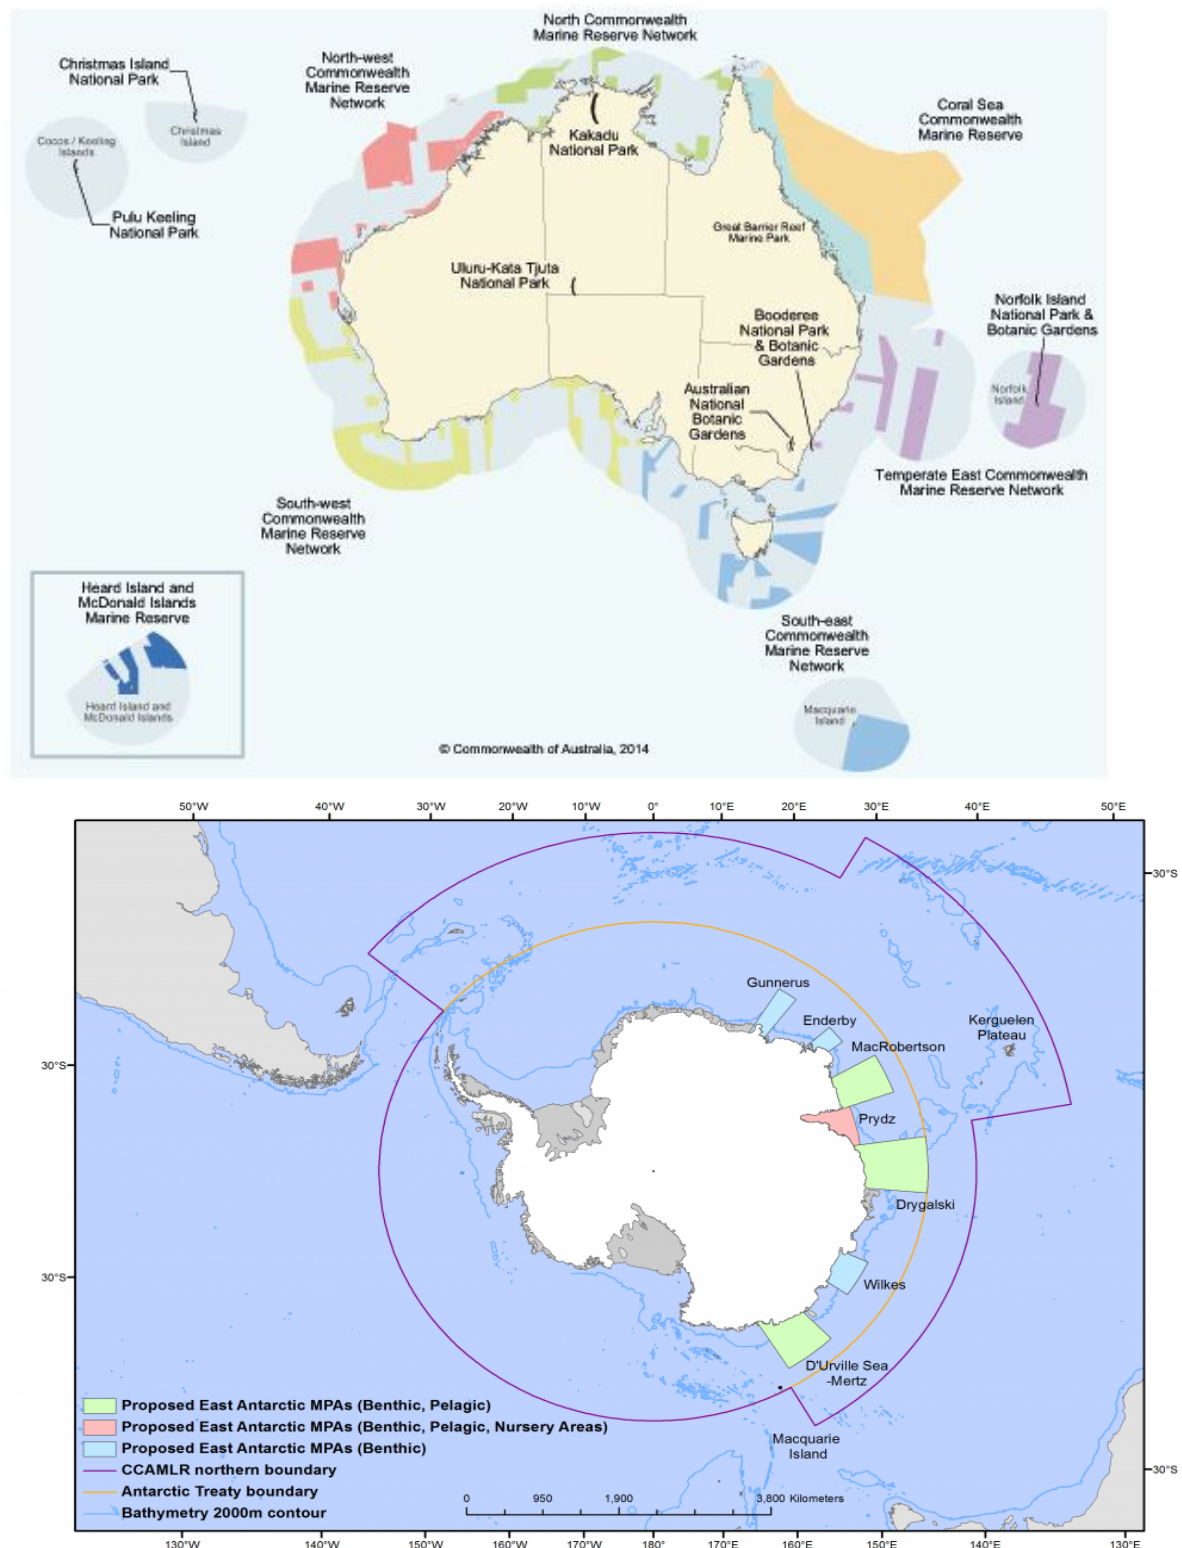 North Commonwealth
Marine Reserve Network
North-west
Commonwealth
Marine Reserve
Network
Christmas Island
National Park
Christmas
Island
Cocos / Keeling
Islands
Pulu Keeling
National Park
Kakadu
National Park
Coral Sea
Commonwealth
Marine Reserve
Great Barrier Reef
Marine Park
Uluru-Kata Tjuta
National Park
Booderee
National Park
& Botanic
Gardens
Norfolk Island
National Park &
Botanic Gardens
Norfolk
Island
Australian
National
Botanic
Gardens
Temperate East Commonwealth
Marine Reserve Network
South-west
Commonwealth
Marine Reserve
Network
Heard Island and
McDonald Islands
Marine Reserve
Heard Island and
McDonald Islands
South-east
Commonwealth
Marine Reserve
Network
Macquarie
Island
© Commonwealth of Australia, 2014
50°W
40°W
30°W
20°W
10°W
0°
10°E
20°E
30°E
40°E
50°E
30°S
30°S
30°S
30°S
Gunnerus
Enderby
MacRobertson
Kerguelen
Plateau
Prydz
Drygalski
Wilkes
D'Urville Sea
-Mertz
Macquarie
Island
Proposed East Antarctic MPAs (Benthic, Pelagic)
Proposed East Antarctic MPAs (Benthic, Pelagic, Nursery Areas)
Proposed East Antarctic MPAs (Benthic)
CCAMLR northern boundary
Antarctic Treaty boundary
Bathymetry 2000m contour
0
950
1,900
3,800 Kilometers
130°W
140°W
150°W
160°W
170°W
180°
170°E
160°E
150°E
140°E
130°E